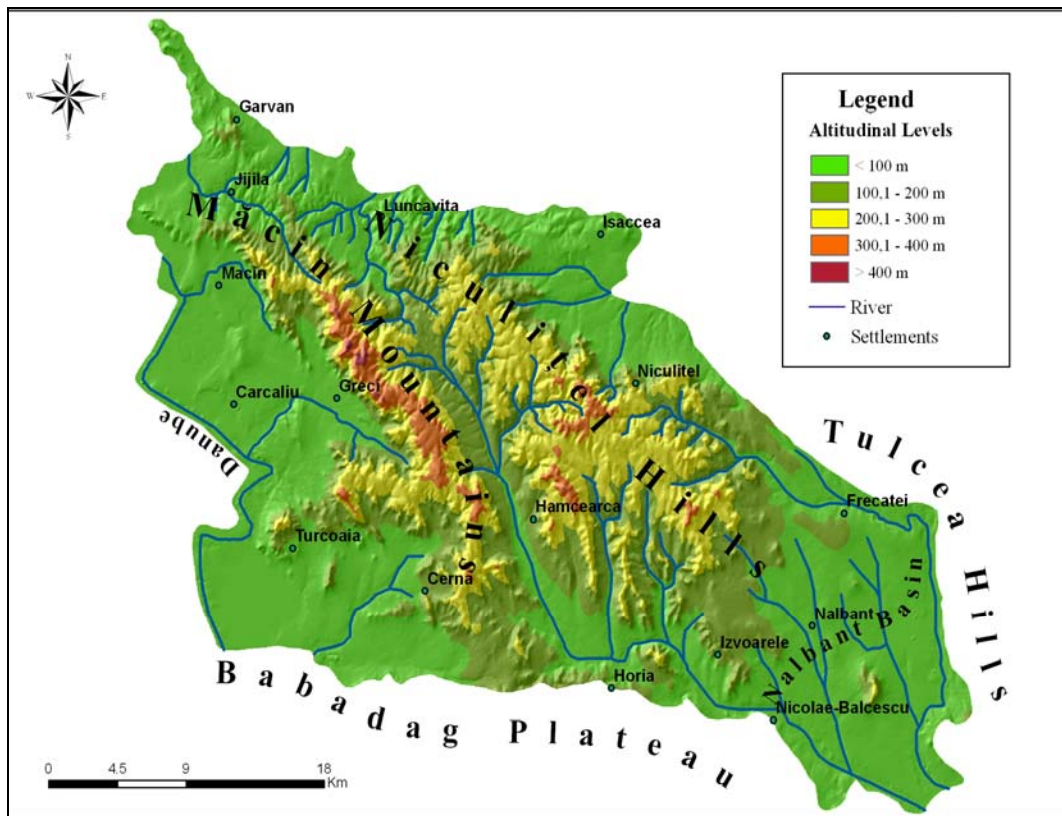 N
W E
S
Garvan
Jijila
Luncavita
Isaccea
Măcin Mountains
Niculițel Hills
Macin
Niculitel
Carcaliu
Greci
Danube
Tulcea Hills
Hamcearca
Frecatei
Turcoaia
Cerna
Nalbant
Nalbant Basin
Izvoarele
Horia
Nicolae-Balcescu
Babadag Plateau
Legend
Altitudinal Levels
< 100 m
100,1 - 200 m
200,1 - 300 m
300,1 - 400 m
> 400 m
River
Settlements
0 4.5 9 18
Km